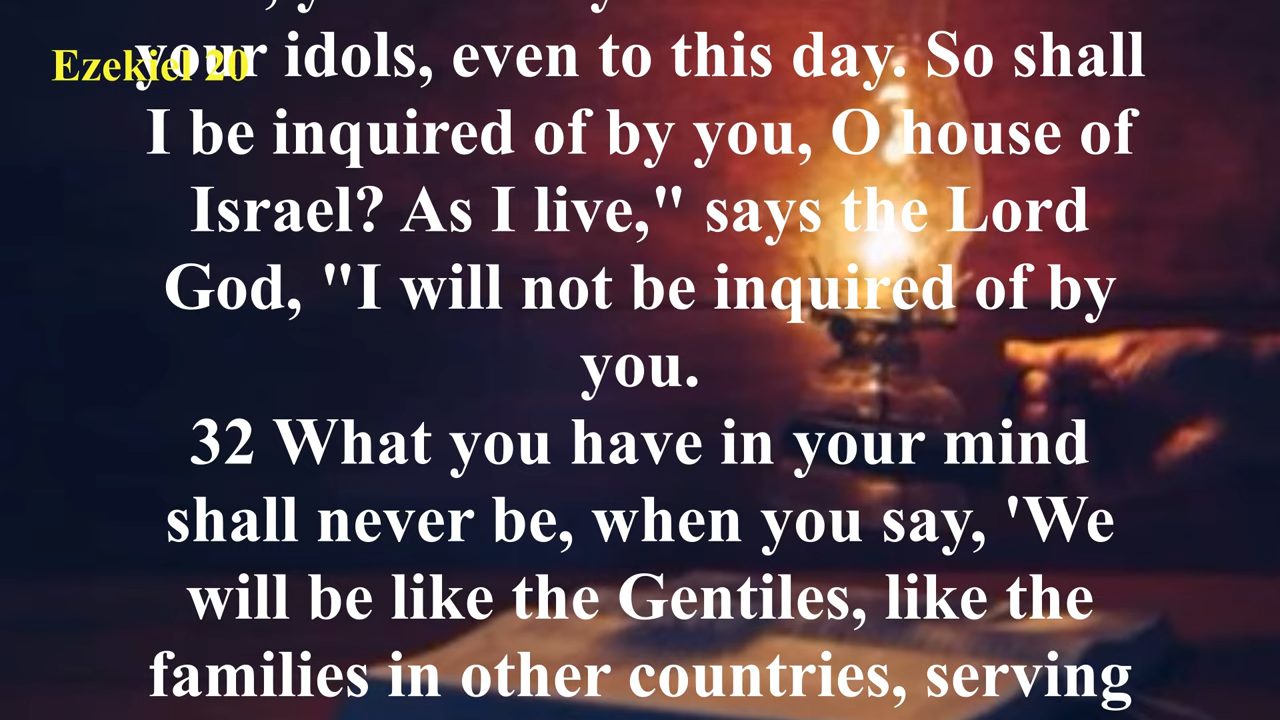 Ezekiel 20
your idols, even to this day. So shall
I be inquired of by you, O house of
Israel? As I live," says the Lord
God, "I will not be inquired of by
you.
32 What you have in your mind
shall never be, when you say, 'We
will be like the Gentiles, like the
families in other countries, serving